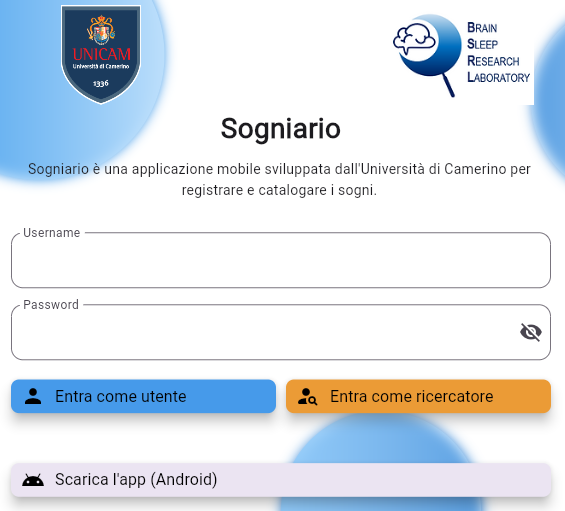 UNICAM
Università di Camerino
1336
BRAIN
SLEEP
RESEARCH
LABORATORY
Sogniario
Sogniario è una applicazione mobile sviluppata dall'Università di Camerino per
registrare e catalogare i sogni.
Username
Password
Entra come utente
Entra come ricercatore
Scarica l'app (Android)